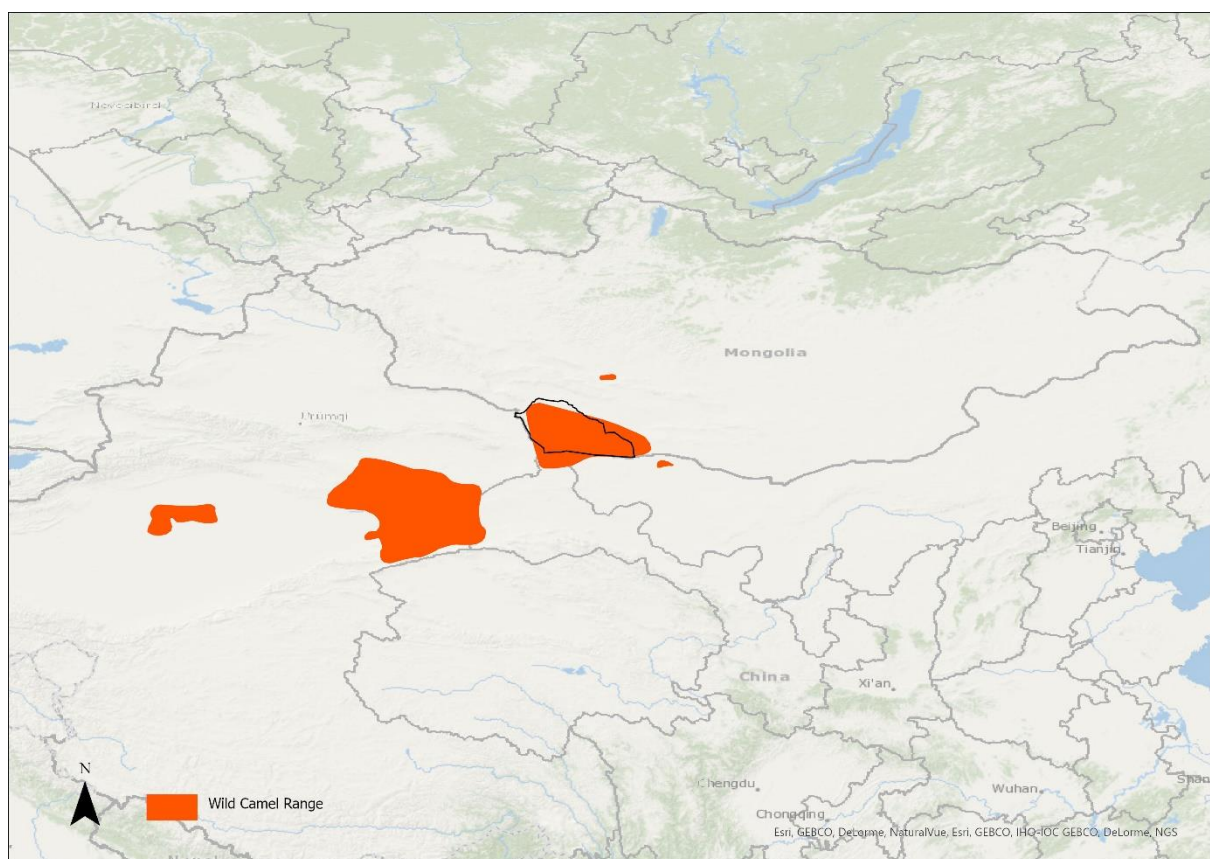 Novosibirsk
Mongolia
Urumqi
Beijing
Tianjin
China
Xi'an
Chengdu
Wuhan
Chongqing
N
Wild Camel Range
Esri, GEBCO, DeLorme, NaturalVue, Esri, GEBCO, IHO-IOC GEBCO, DeLorme, NGS